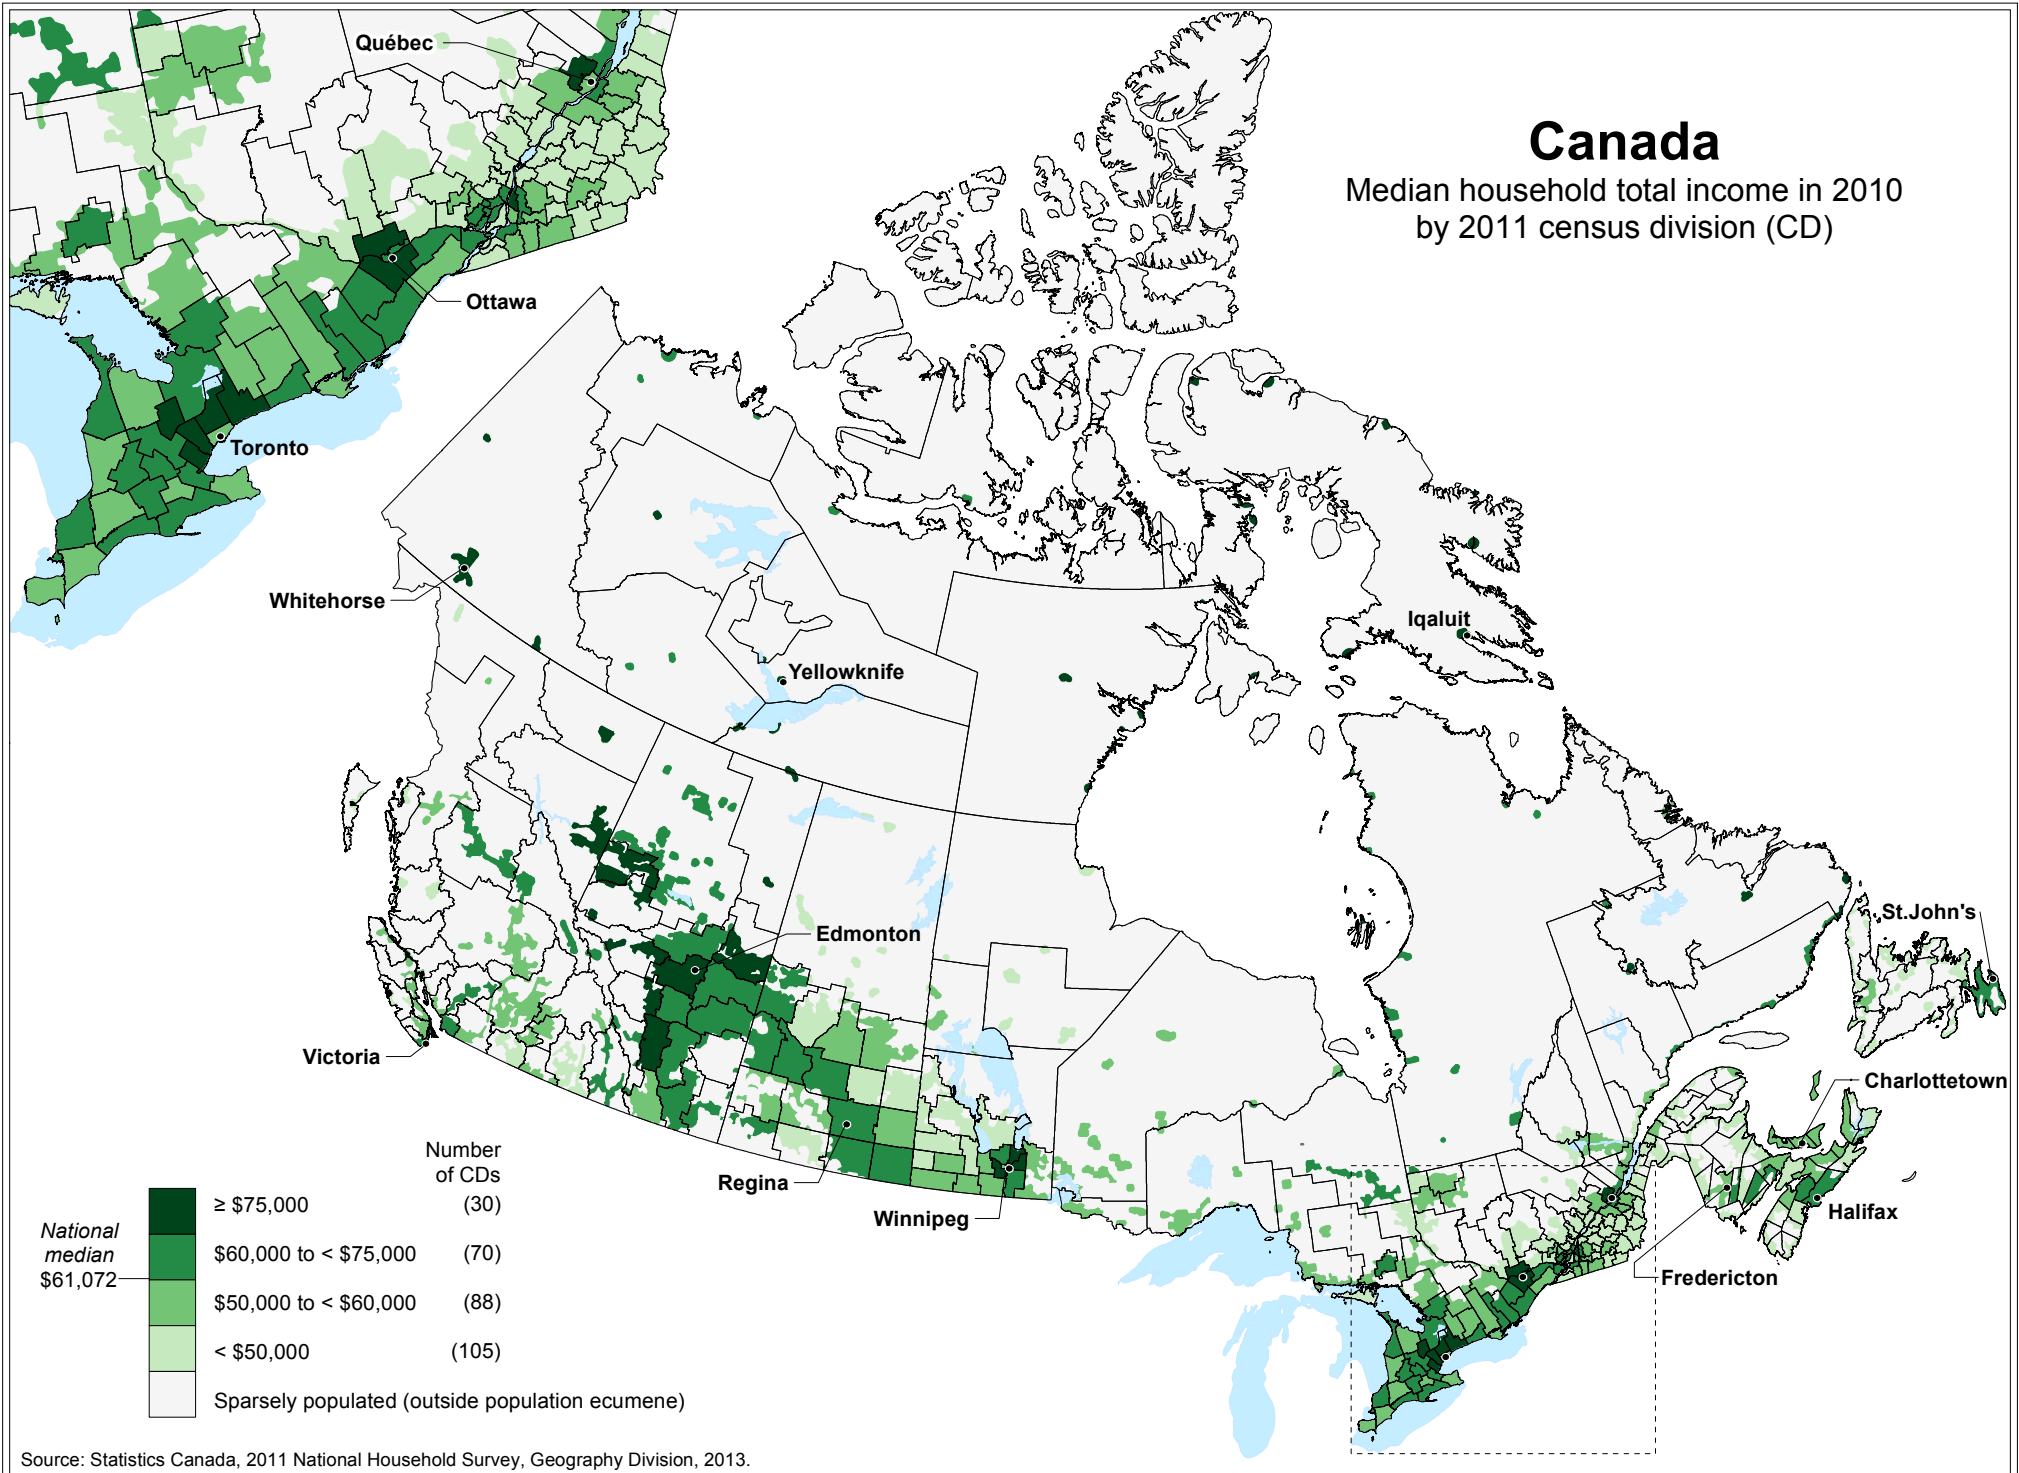 Canada
Median household total income in 2010
by 2011 census division (CD)
Québec
Ottawa
Toronto
Whitehorse
Yellowknife
Iqaluit
Edmonton
St.John's
Victoria
Charlottetown
Regina
Winnipeg
Halifax
Fredericton
Number
of CDs
≥ $75,000 (30)
$60,000 to < $75,000 (70)
$50,000 to < $60,000 (88)
< $50,000 (105)
Sparsely populated (outside population ecumene)
National
median
$61,072
Source: Statistics Canada, 2011 National Household Survey, Geography Division, 2013.